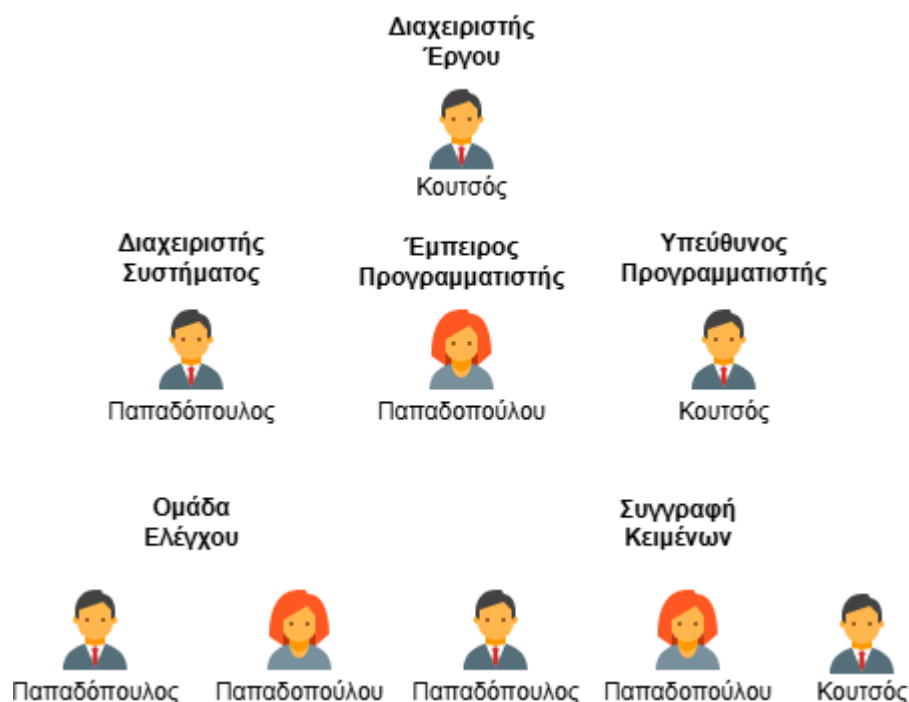 Διαχειριστής
Έργου
Κουτσός
Διαχειριστής
Συστήματος
Έμπειρος
Προγραμματιστής
Υπεύθυνος
Προγραμματιστής
Παπαδόπουλος
Παπαδοπούλου
Κουτσός
Ομάδα
Ελέγχου
Συγγραφή
Κειμένων
Παπαδόπουλος
Παπαδοπούλου
Παπαδόπουλος
Παπαδοπούλου
Κουτσός